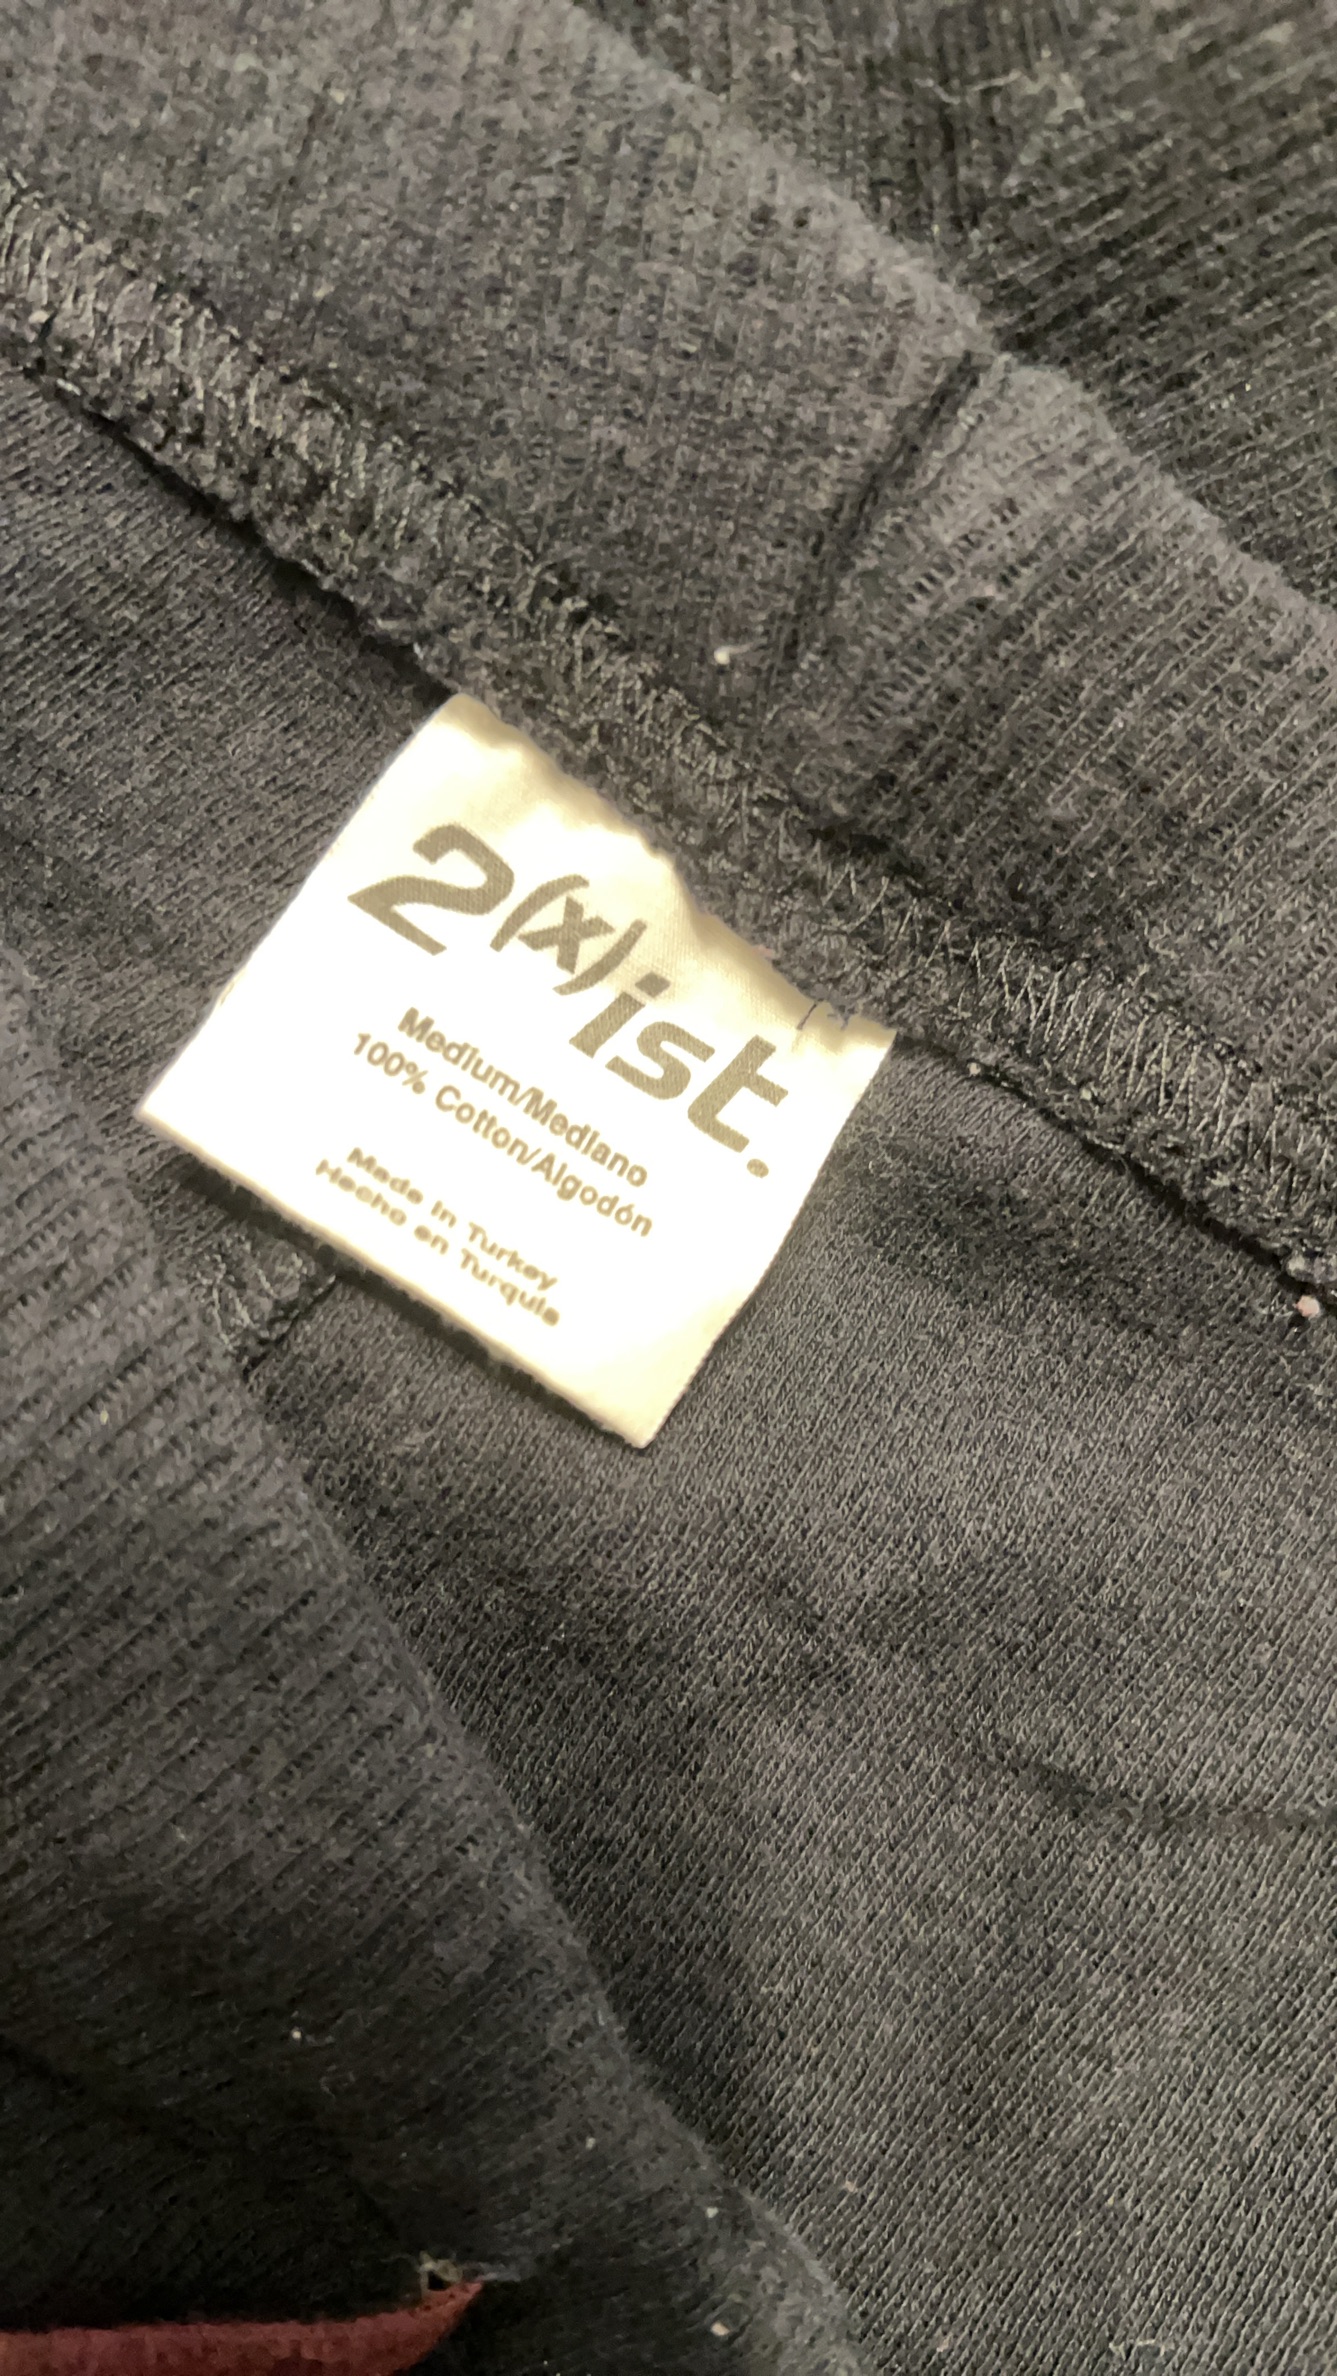 2(x)ist.
Medium/Mediano
100% Cotton/Algodón
Made in Turkey
Hecho en Turquia